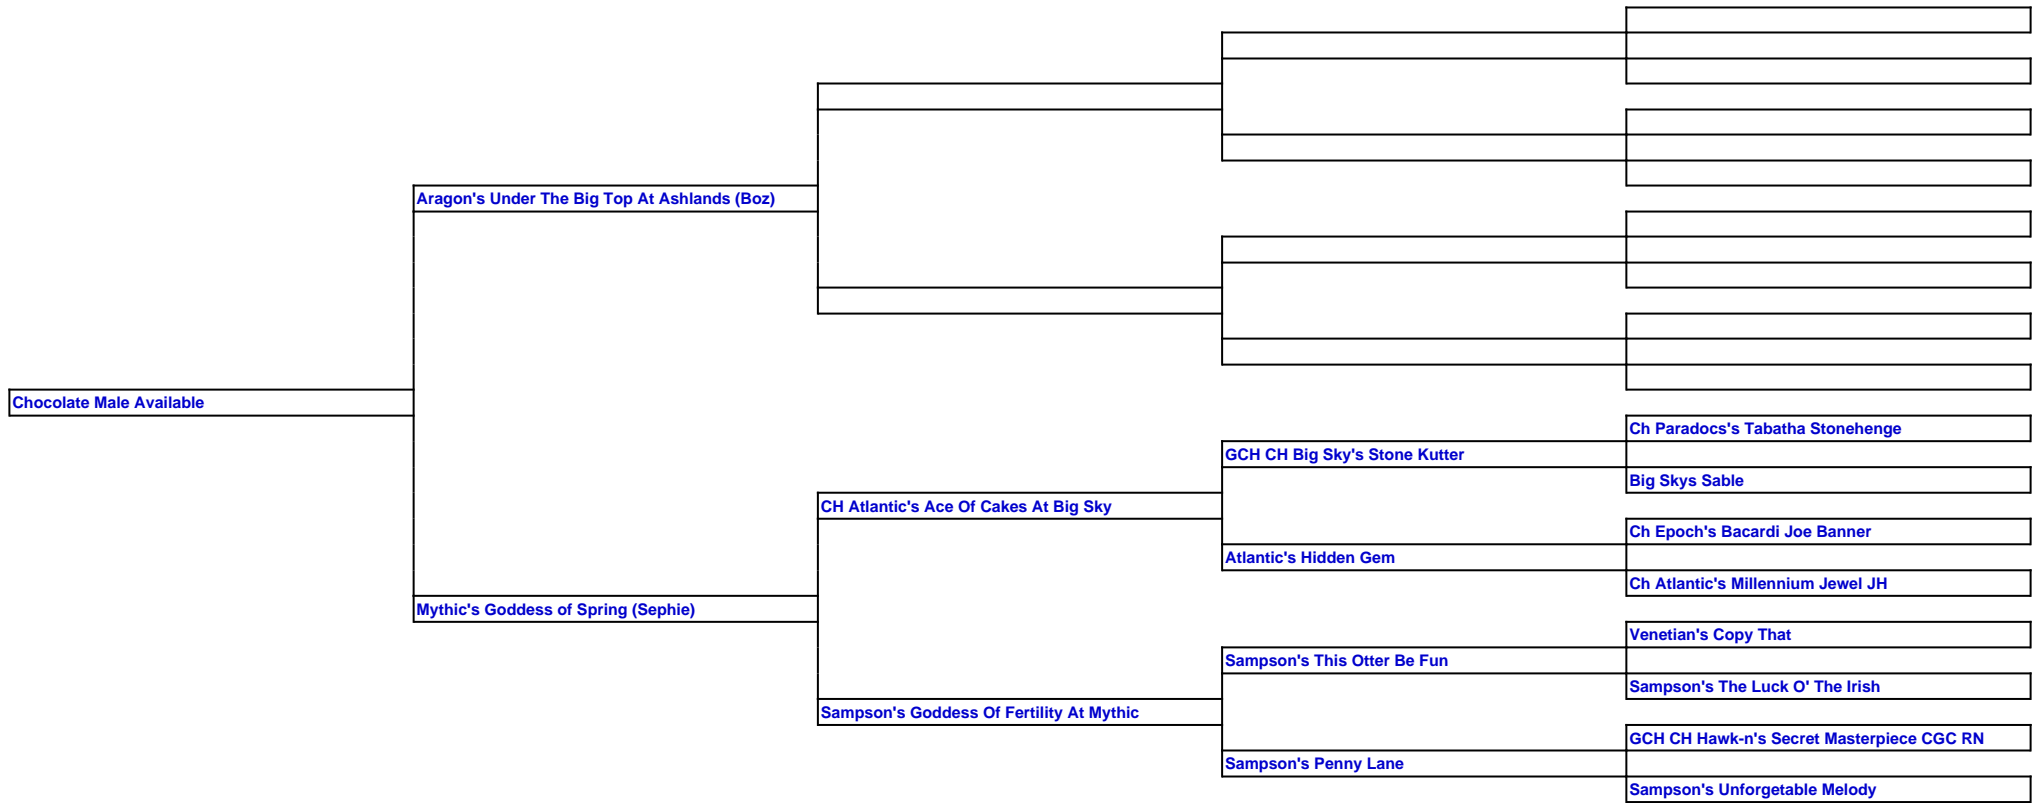 Aragon's Under The Big Top At Ashlands (Boz)
Chocolate Male Available
Ch Paradocs's Tabatha Stonehenge
GCH CH Big Sky's Stone Kutter
Big Skys Sable
CH Atlantic's Ace Of Cakes At Big Sky
Ch Epoch's Bacardi Joe Banner
Atlantic's Hidden Gem
Ch Atlantic's Millennium Jewel JH
Mythic's Goddess of Spring (Sephie)
Venetian's Copy That
Sampson's This Otter Be Fun
Sampson's The Luck O' The Irish
Sampson's Goddess Of Fertility At Mythic
GCH CH Hawk-n's Secret Masterpiece CGC RN
Sampson's Penny Lane
Sampson's Unforgetable Melody